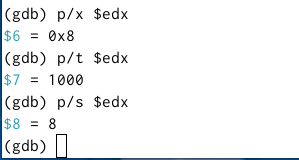 (gdb) p/x $edx
$6 = 0x8
(gdb) p/t $edx
$7 = 1000
(gdb) p/s $edx
$8 = 8
(gdb)